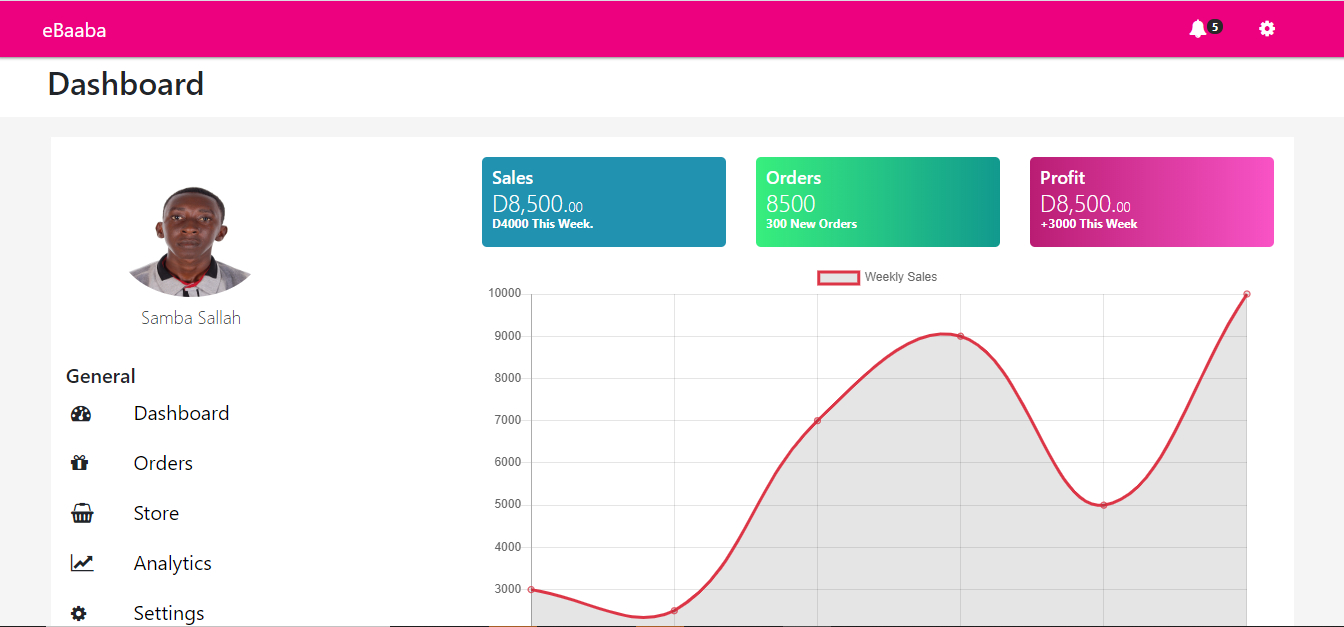 eBaaba
5
Dashboard
Samba Sallah
General
Dashboard
Orders
Store
Analytics
Settings
Sales
D8,500.00
D4000 This Week.
Orders
8500
300 New Orders
Profit
D8,500.00
+3000 This Week
Weekly Sales
10000
9000
8000
7000
6000
5000
4000
3000